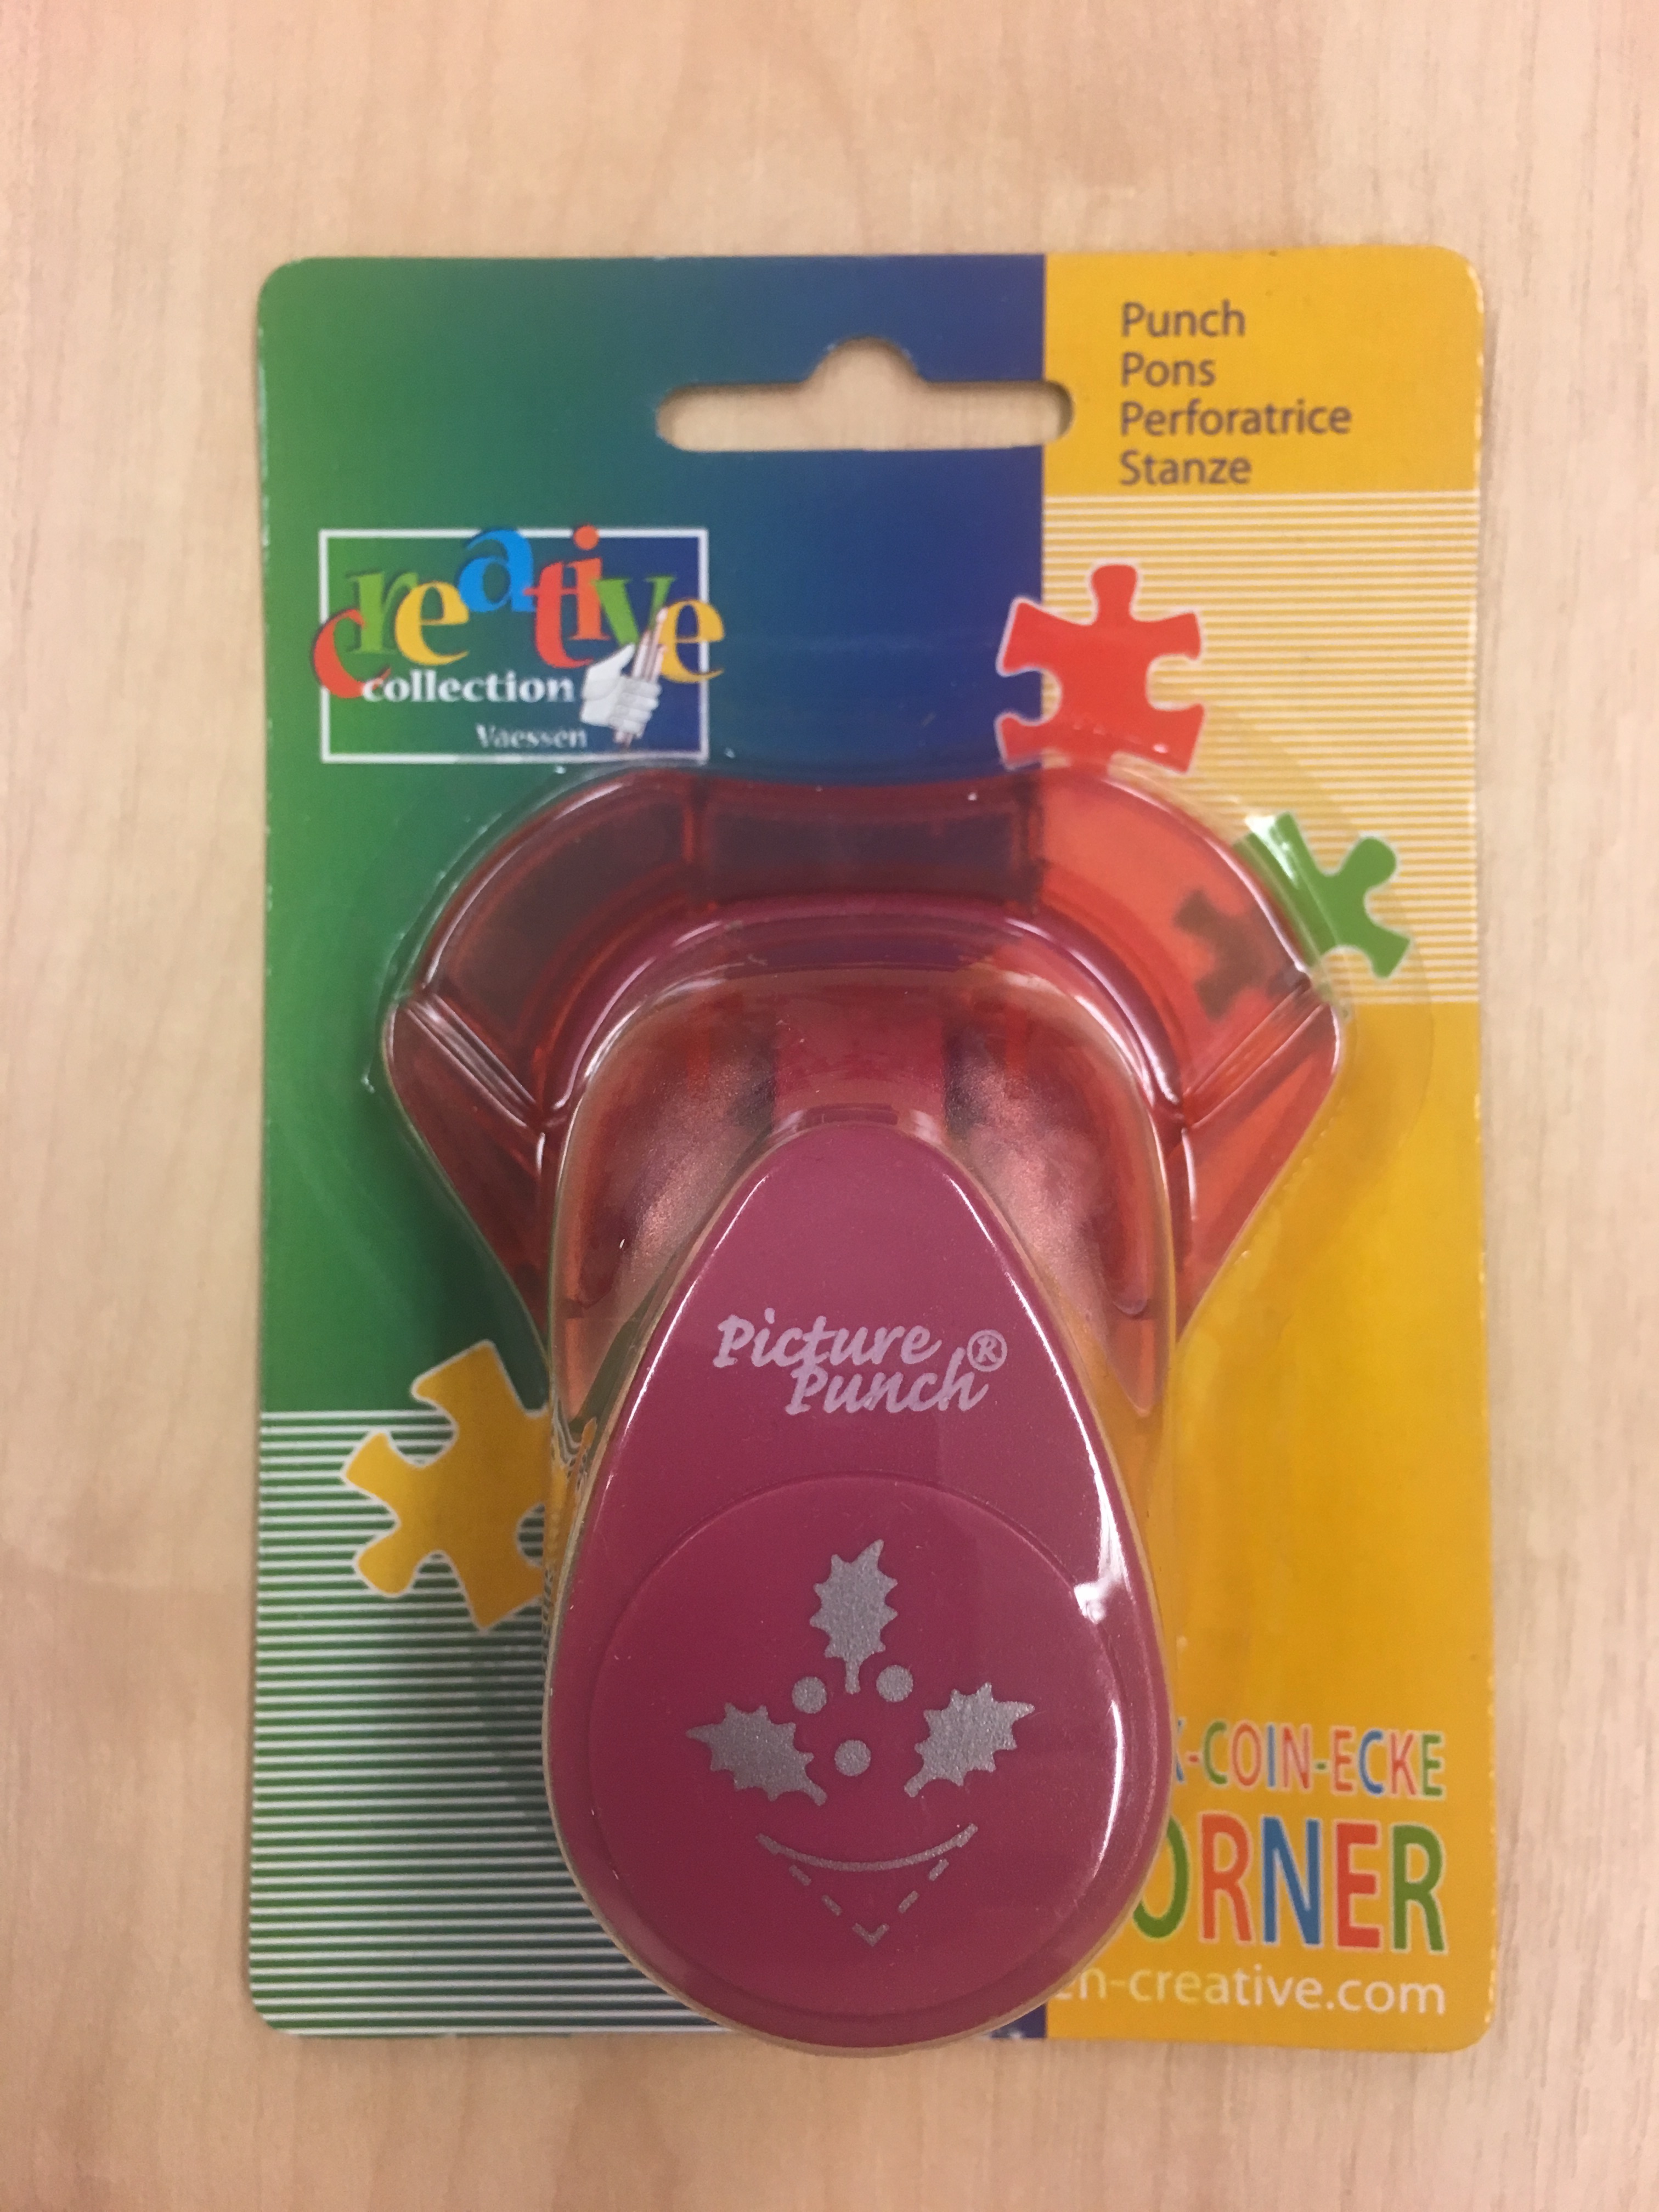 Punch
Pons
Perforatrice
Stanze
creative
collection
Vaessen
Picture
Punch®
-COIN-ECKE
ORNER
n-creative.com